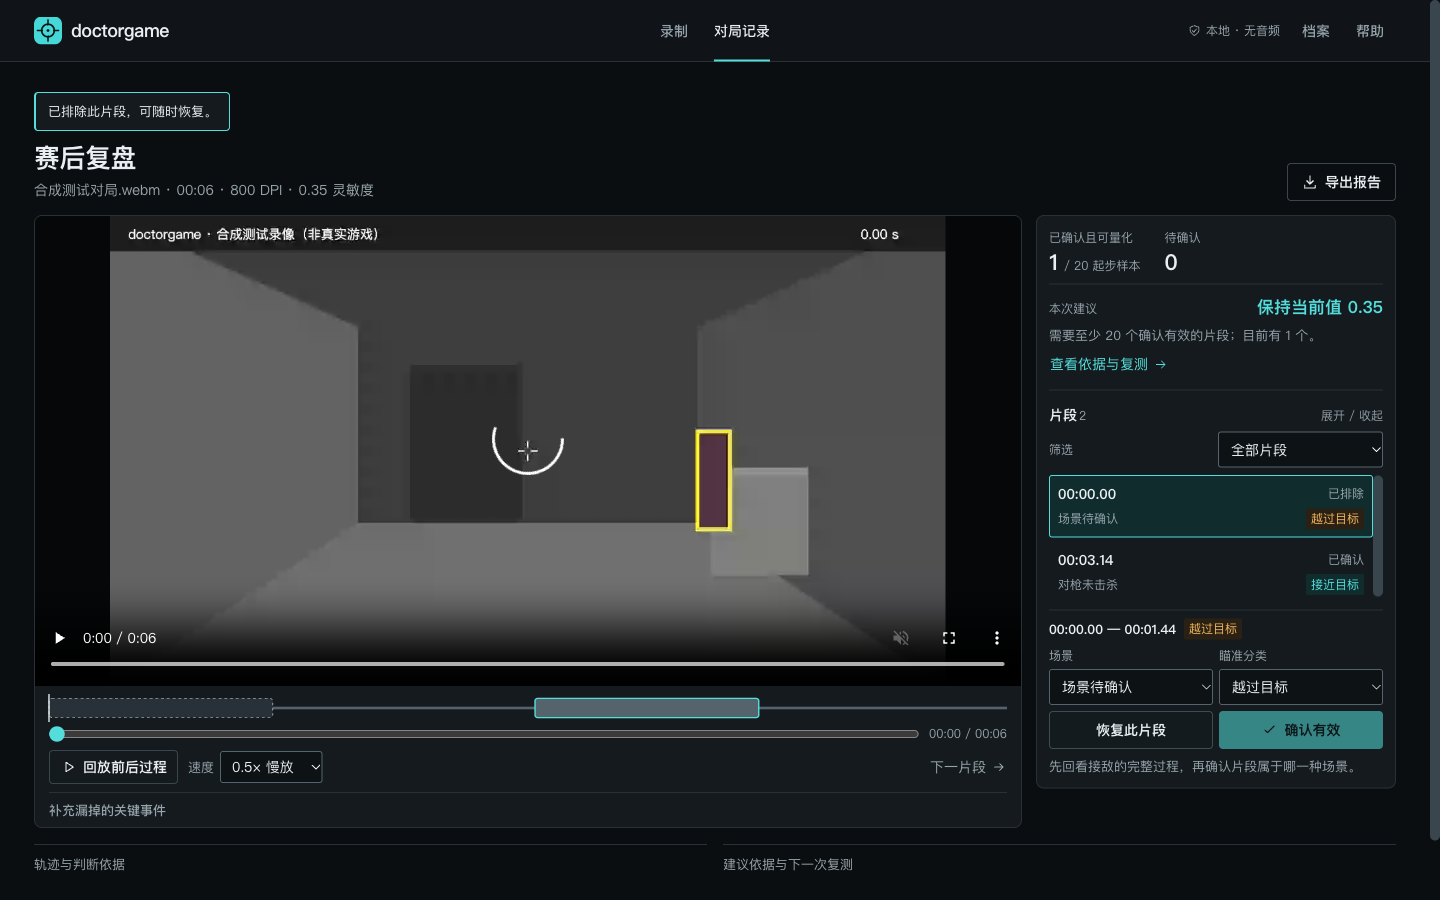 doctorgame
录制
对局记录
本地 · 无音频
档案
帮助
已排除此片段，可随时恢复。
赛后复盘
合成测试对局.webm · 00:06 · 800 DPI · 0.35 灵敏度
导出报告
doctorgame · 合成测试录像（非真实游戏）
0.00 s
0:00 / 0:06
00:00 / 00:06
回放前后过程
速度
0.5× 慢放
下一片段 →
补充漏掉的关键事件
已确认且可量化
待确认
1 / 20 起步样本
0
本次建议
保持当前值 0.35
需要至少 20 个确认有效的片段；目前有 1 个。
查看依据与复测 →
片段 2
展开 / 收起
筛选
全部片段
00:00.00
已排除
场景待确认
越过目标
00:03.14
已确认
对枪未击杀
接近目标
00:00.00 — 00:01.44
越过目标
场景
瞄准分类
场景待确认
越过目标
恢复此片段
确认有效
先回看接敌的完整过程，再确认片段属于哪一种场景。
轨迹与判断依据
建议依据与下一次复测